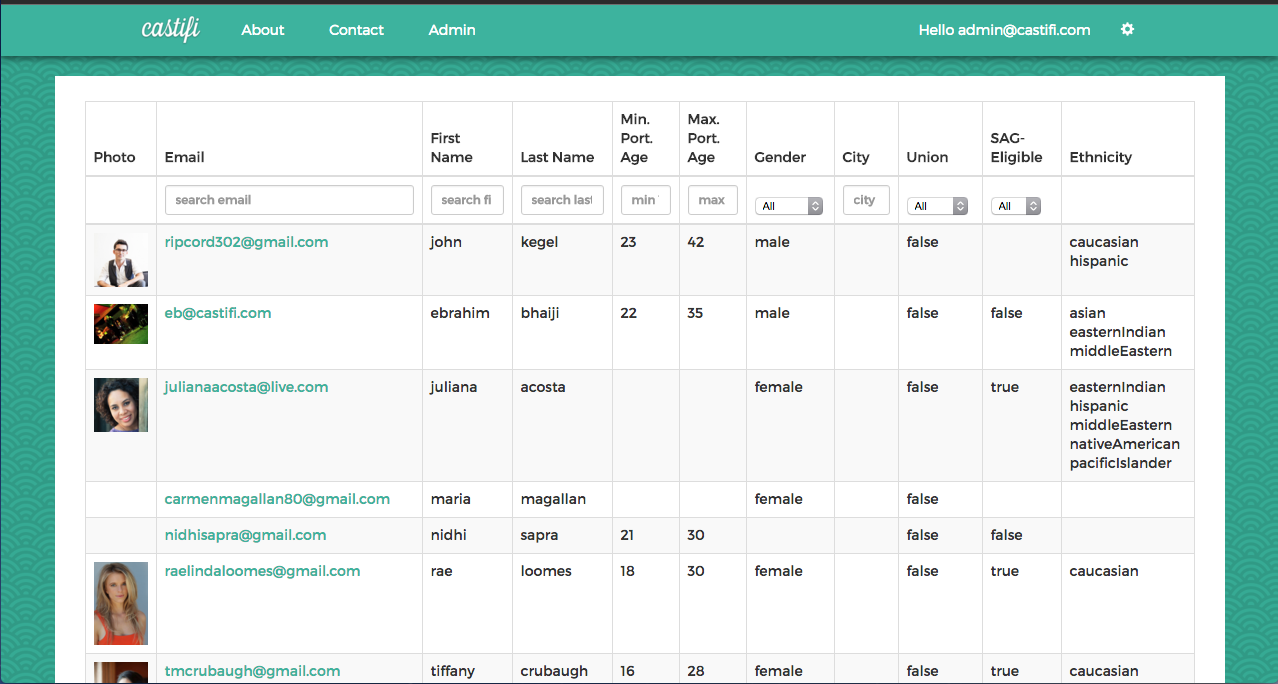 castifi About Contact Admin Hello admin@castifi.com
Photo Email First Name Last Name Min. Port. Age Max. Port. Age Gender City Union SAG-Eligible Ethnicity
search email search fi search last min max All city All All
ripcord302@gmail.com john kegel 23 42 male false caucasian
hispanic
eb@castifi.com ebrahim bhaiji 22 35 male false false asian
easternIndian
middleEastern
julianaacosta@live.com juliana acosta female false true easternIndian
hispanic
middleEastern
nativeAmerican
pacificIslander
carmenmagallan80@gmail.com maria magallan female false
nidhisapra@gmail.com nidhi sapra 21 30 false false
raelindaloomes@gmail.com rae loomes 18 30 female false true caucasian
tmcrubaugh@gmail.com tiffany crubaugh 16 28 female false true caucasian